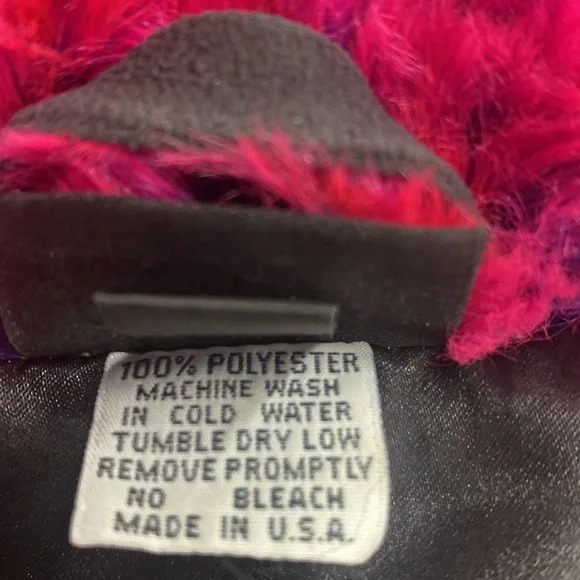 100% POLYESTER
MACHINE WASH
IN COLD WATER
TUMBLE DRY LOW
REMOVE PROMPTLY
NO BLEACH
MADE IN U.S.A.